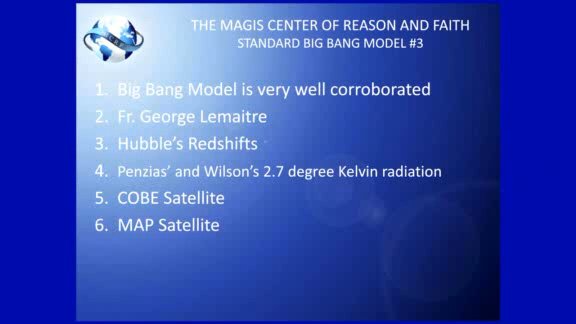 THE MAGIS CENTER OF REASON AND FAITH
STANDARD BIG BANG MODEL #3
1. Big Bang Model is very well corroborated
2. Fr. George Lemaitre
3. Hubble's Redshifts
4. Penzias' and Wilson's 2.7 degree Kelvin radiation
5. COBE Satellite
6. MAP Satellite